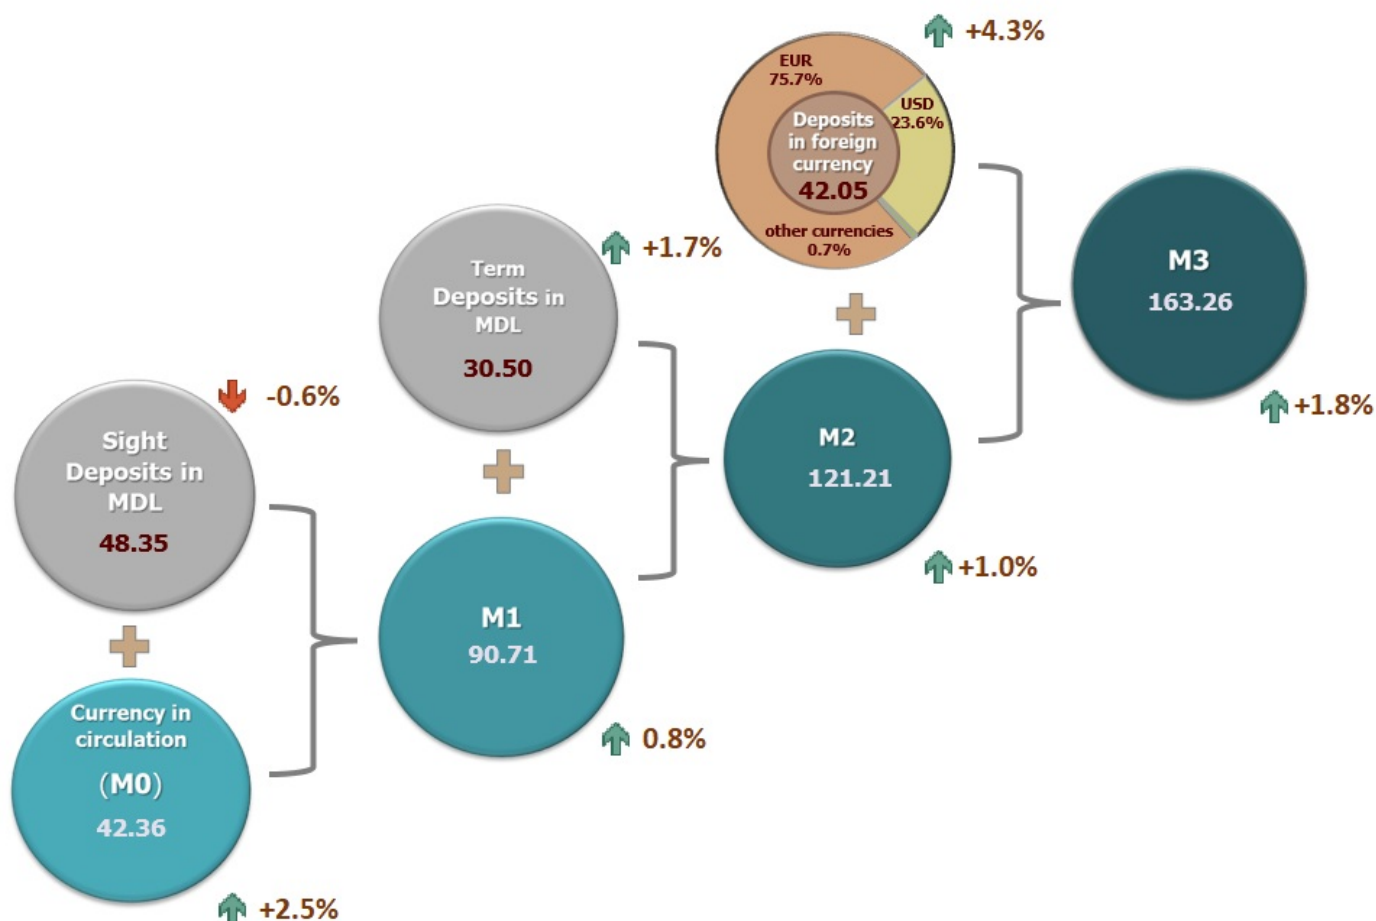 +4.3%
EUR
75.7%
USD
23.6%
Deposits
in foreign
currency
42.05
other currencies
0.7%
M3
163.26
+1.8%
+1.7%
Term
Deposits in
MDL
30.50
M2
121.21
+1.0%
-0.6%
Sight
Deposits in
MDL
48.35
M1
90.71
0.8%
Currency in
circulation
(M0)
42.36
+2.5%